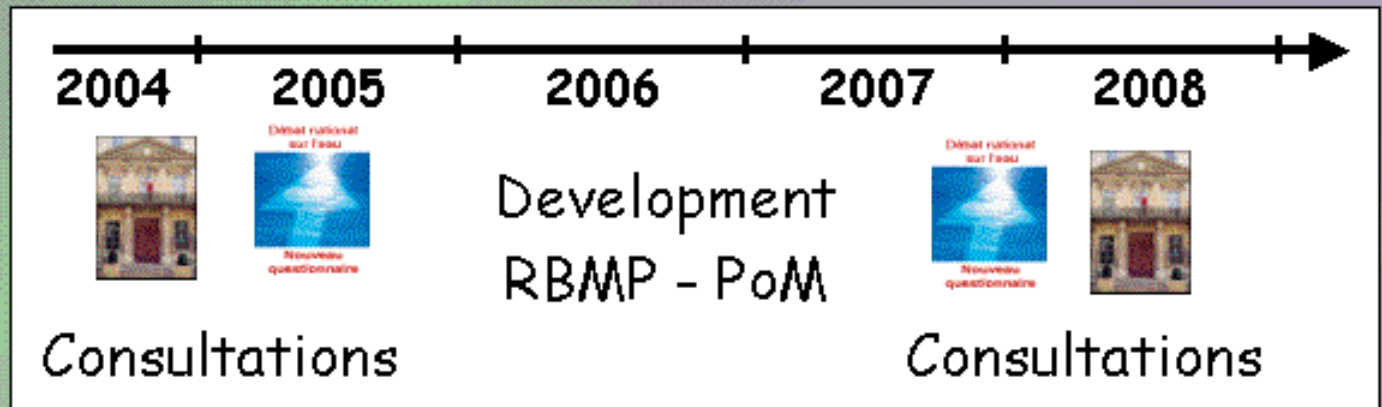 2004 2005 2006 2007 2008
Débat national
sur l'eau
Nouveau
questionnaire
Development
RBMP - PoM
Débat national
sur l'eau
Nouveau
questionnaire
Consultations
Consultations